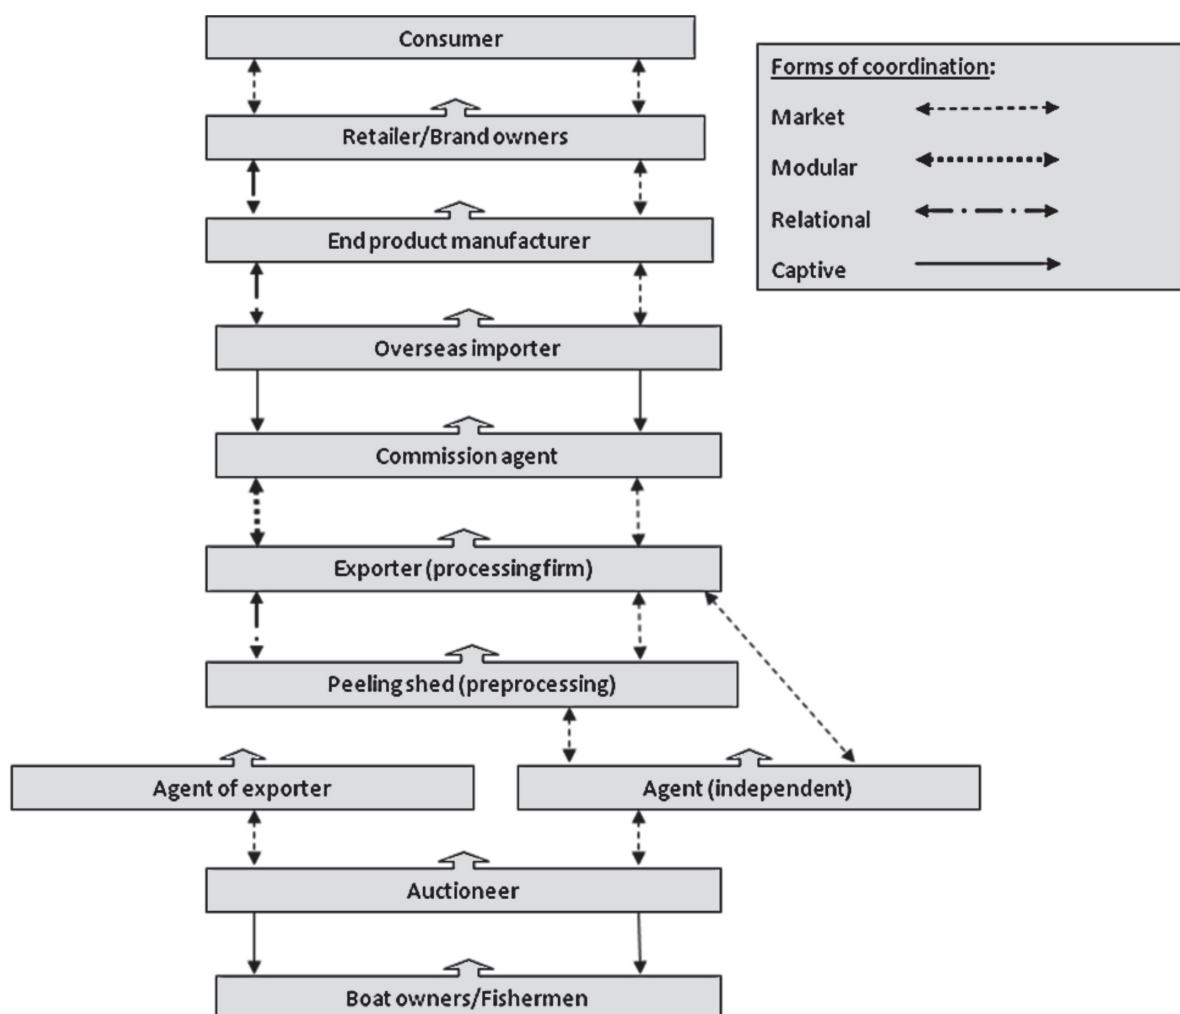 Consumer
Retailer/Brand owners
End product manufacturer
Overseas importer
Commission agent
Exporter (processing firm)
Peeling shed (preprocessing)
Agent of exporter
Agent (independent)
Auctioneer
Boat owners/Fishermen
Forms of coordination:
Market
Modular
Relational
Captive